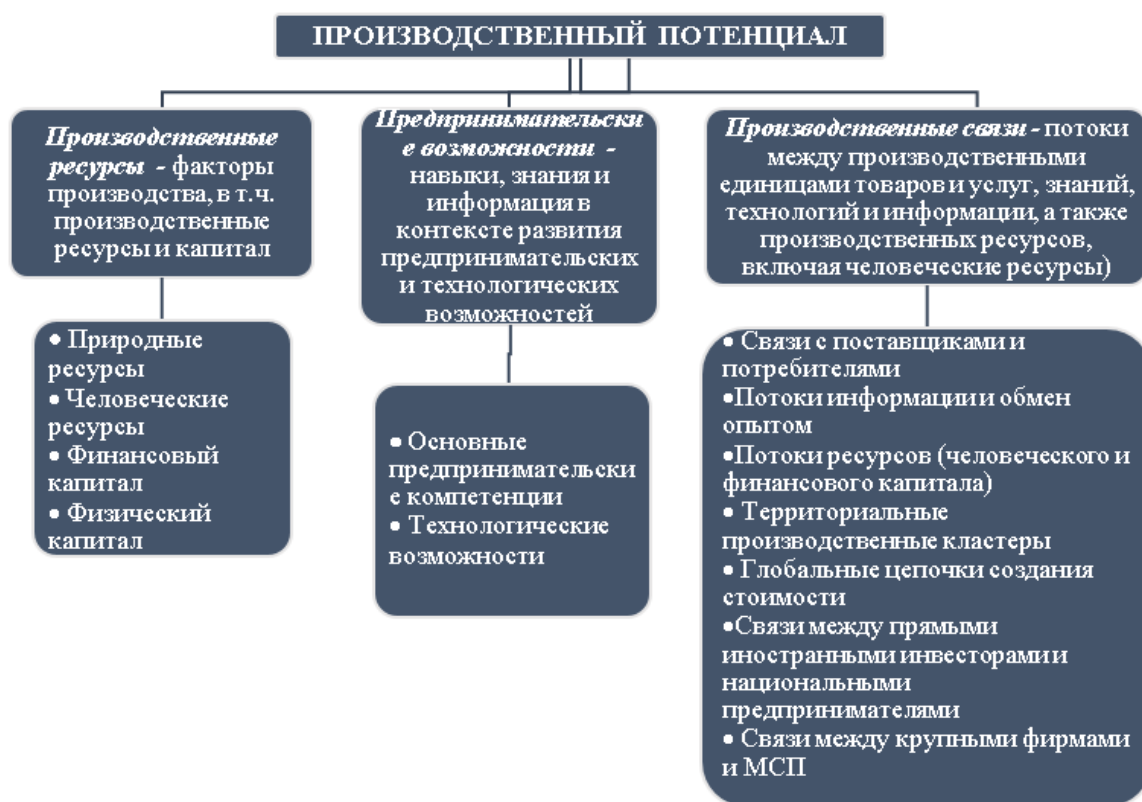 ПРОИЗВОДСТВЕННЫЙ ПОТЕНЦИАЛ
Производственные
ресурсы - факторы
производства, в т.ч.
производственные
ресурсы и капитал
Предпринимательски
е возможности -
навыки, знания и
информация в
контексте развития
предпринимательских
и технологических
возможностей
Производственные связи - потоки
между производственными
единицами товаров и услуг, знаний,
технологий и информации, а также
производственных ресурсов,
включая человеческие ресурсы)
• Природные
ресурсы
• Человеческие
ресурсы
• Финансовый
капитал
• Физический
капитал
• Основные
предпринимательски
е компетенции
• Технологические
возможности
• Связи с поставщиками и
потребителями
•Потоки информации и обмен
опытом
•Потоки ресурсов (человеческого и
финансового капитала)
• Территориальные
производственные кластеры
• Глобальные цепочки создания
стоимости
•Связи между прямыми
иностранными инвесторами и
национальными
предпринимателями
• Связи между крупными фирмами
и МСП